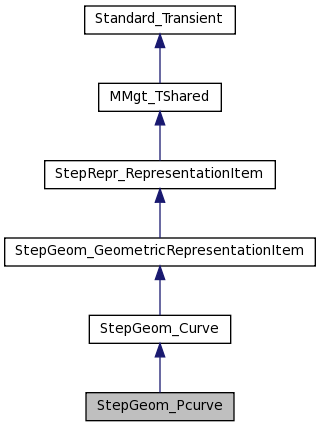 Standard_Transient
MMgt_TShared
StepRepr_RepresentationItem
StepGeom_GeometricRepresentationItem
StepGeom_Curve
StepGeom_Pcurve